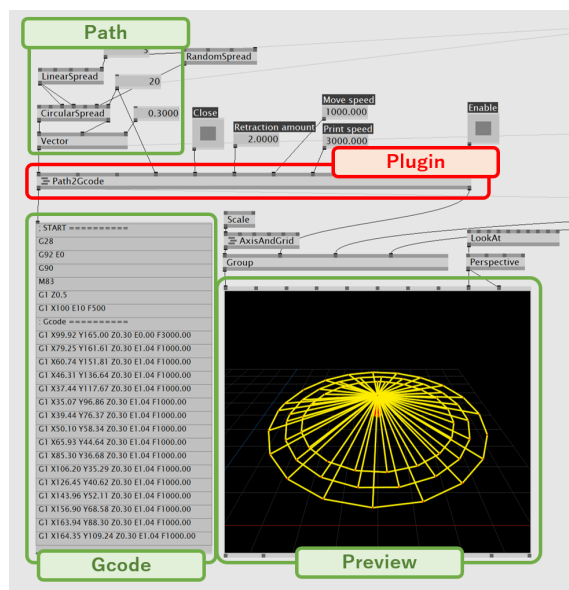 Path
5
RandomSpread
LinearSpread
20
CircularSpread
0.3000
Vector
Close
Retraction amount
2.0000
Move speed
1000.000
Print speed
3000.000
Enable
Plugin
Path2Gcode
: START ==========
G28
G92 E0
G90
M83
G1 Z0.5
G1 X100 E10 F500
: Gcode ==========
G1 X99.92 Y165.00 Z0.30 E0.00 F3000.00
G1 X79.25 Y161.61 Z0.30 E1.04 F1000.00
G1 X60.74 Y151.81 Z0.30 E1.04 F1000.00
G1 X46.31 Y136.64 Z0.30 E1.04 F1000.00
G1 X37.44 Y117.67 Z0.30 E1.04 F1000.00
G1 X35.07 Y96.86 Z0.30 E1.04 F1000.00
G1 X39.44 Y76.37 Z0.30 E1.04 F1000.00
G1 X50.10 Y58.34 Z0.30 E1.04 F1000.00
G1 X65.93 Y44.64 Z0.30 E1.04 F1000.00
G1 X85.30 Y36.68 Z0.30 E1.04 F1000.00
G1 X106.20 Y35.29 Z0.30 E1.04 F1000.00
G1 X126.45 Y40.62 Z0.30 E1.04 F1000.00
G1 X143.96 Y52.11 Z0.30 E1.04 F1000.00
G1 X156.90 Y68.58 Z0.30 E1.04 F1000.00
G1 X163.94 Y88.30 Z0.30 E1.04 F1000.00
G1 X164.35 Y109.24 Z0.30 E1.04 F1000.00
Gcode
Scale
AxisAndGrid
Group
LookAt
Perspective
Preview